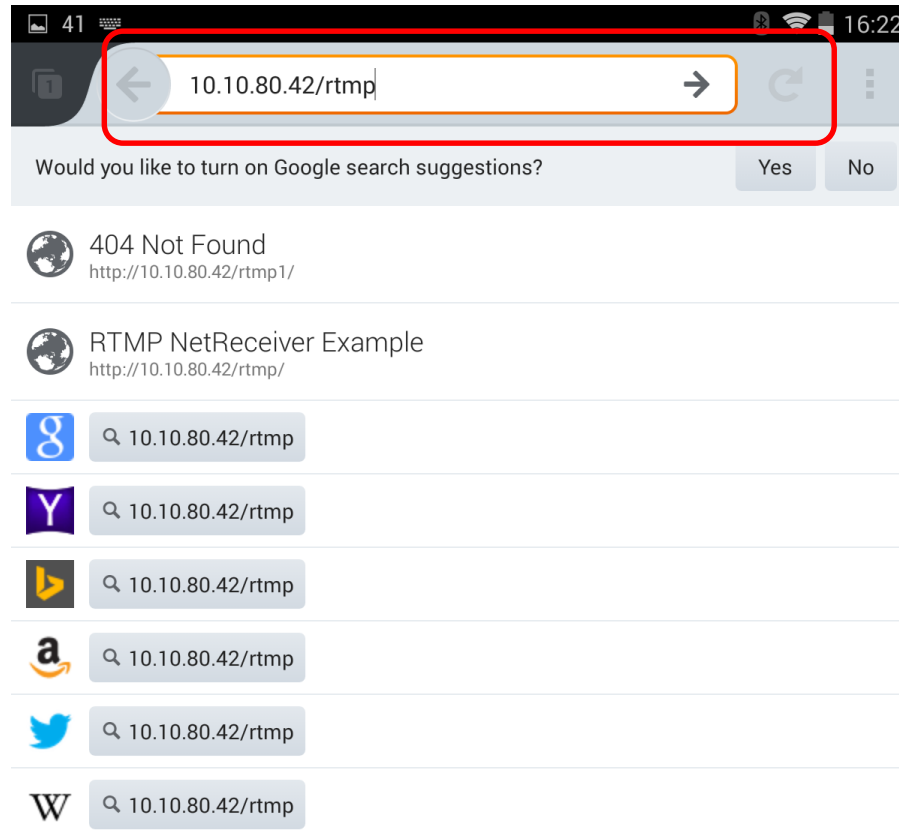 41 16:22
1
10.10.80.42/rtmp
Would you like to turn on Google search suggestions? Yes No
404 Not Found
http://10.10.80.42/rtmp1/
RTMP NetReceiver Example
http://10.10.80.42/rtmp/
g 10.10.80.42/rtmp
Y 10.10.80.42/rtmp
10.10.80.42/rtmp
a 10.10.80.42/rtmp
10.10.80.42/rtmp
W 10.10.80.42/rtmp